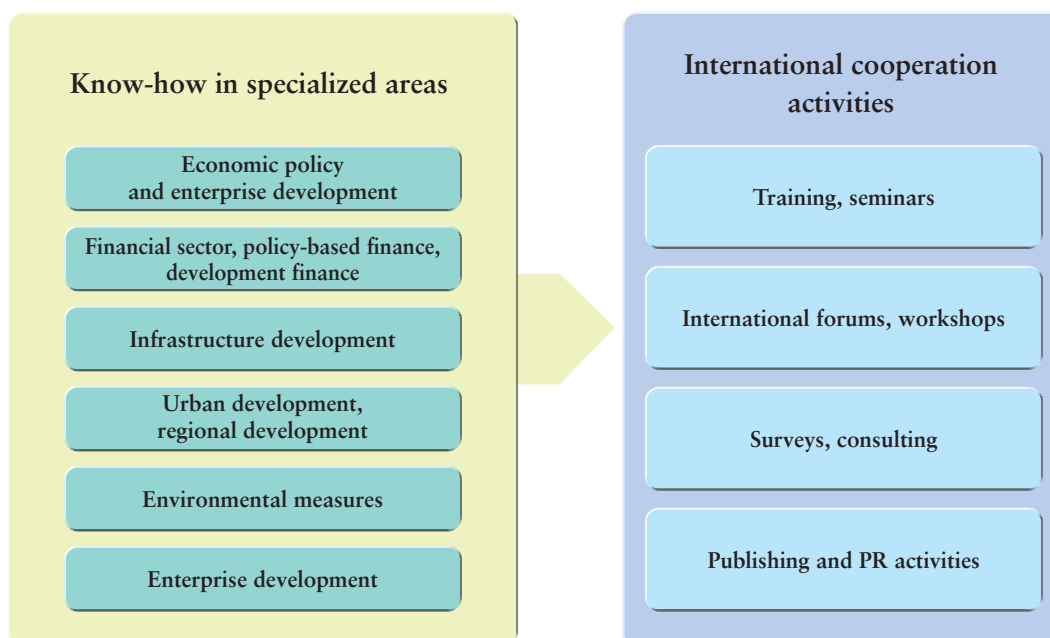 Know-how in specialized areas
Economic policy
and enterprise development
Financial sector, policy-based finance,
development finance
Infrastructure development
Urban development,
regional development
Environmental measures
Enterprise development
International cooperation
activities
Training, seminars
International forums, workshops
Surveys, consulting
Publishing and PR activities